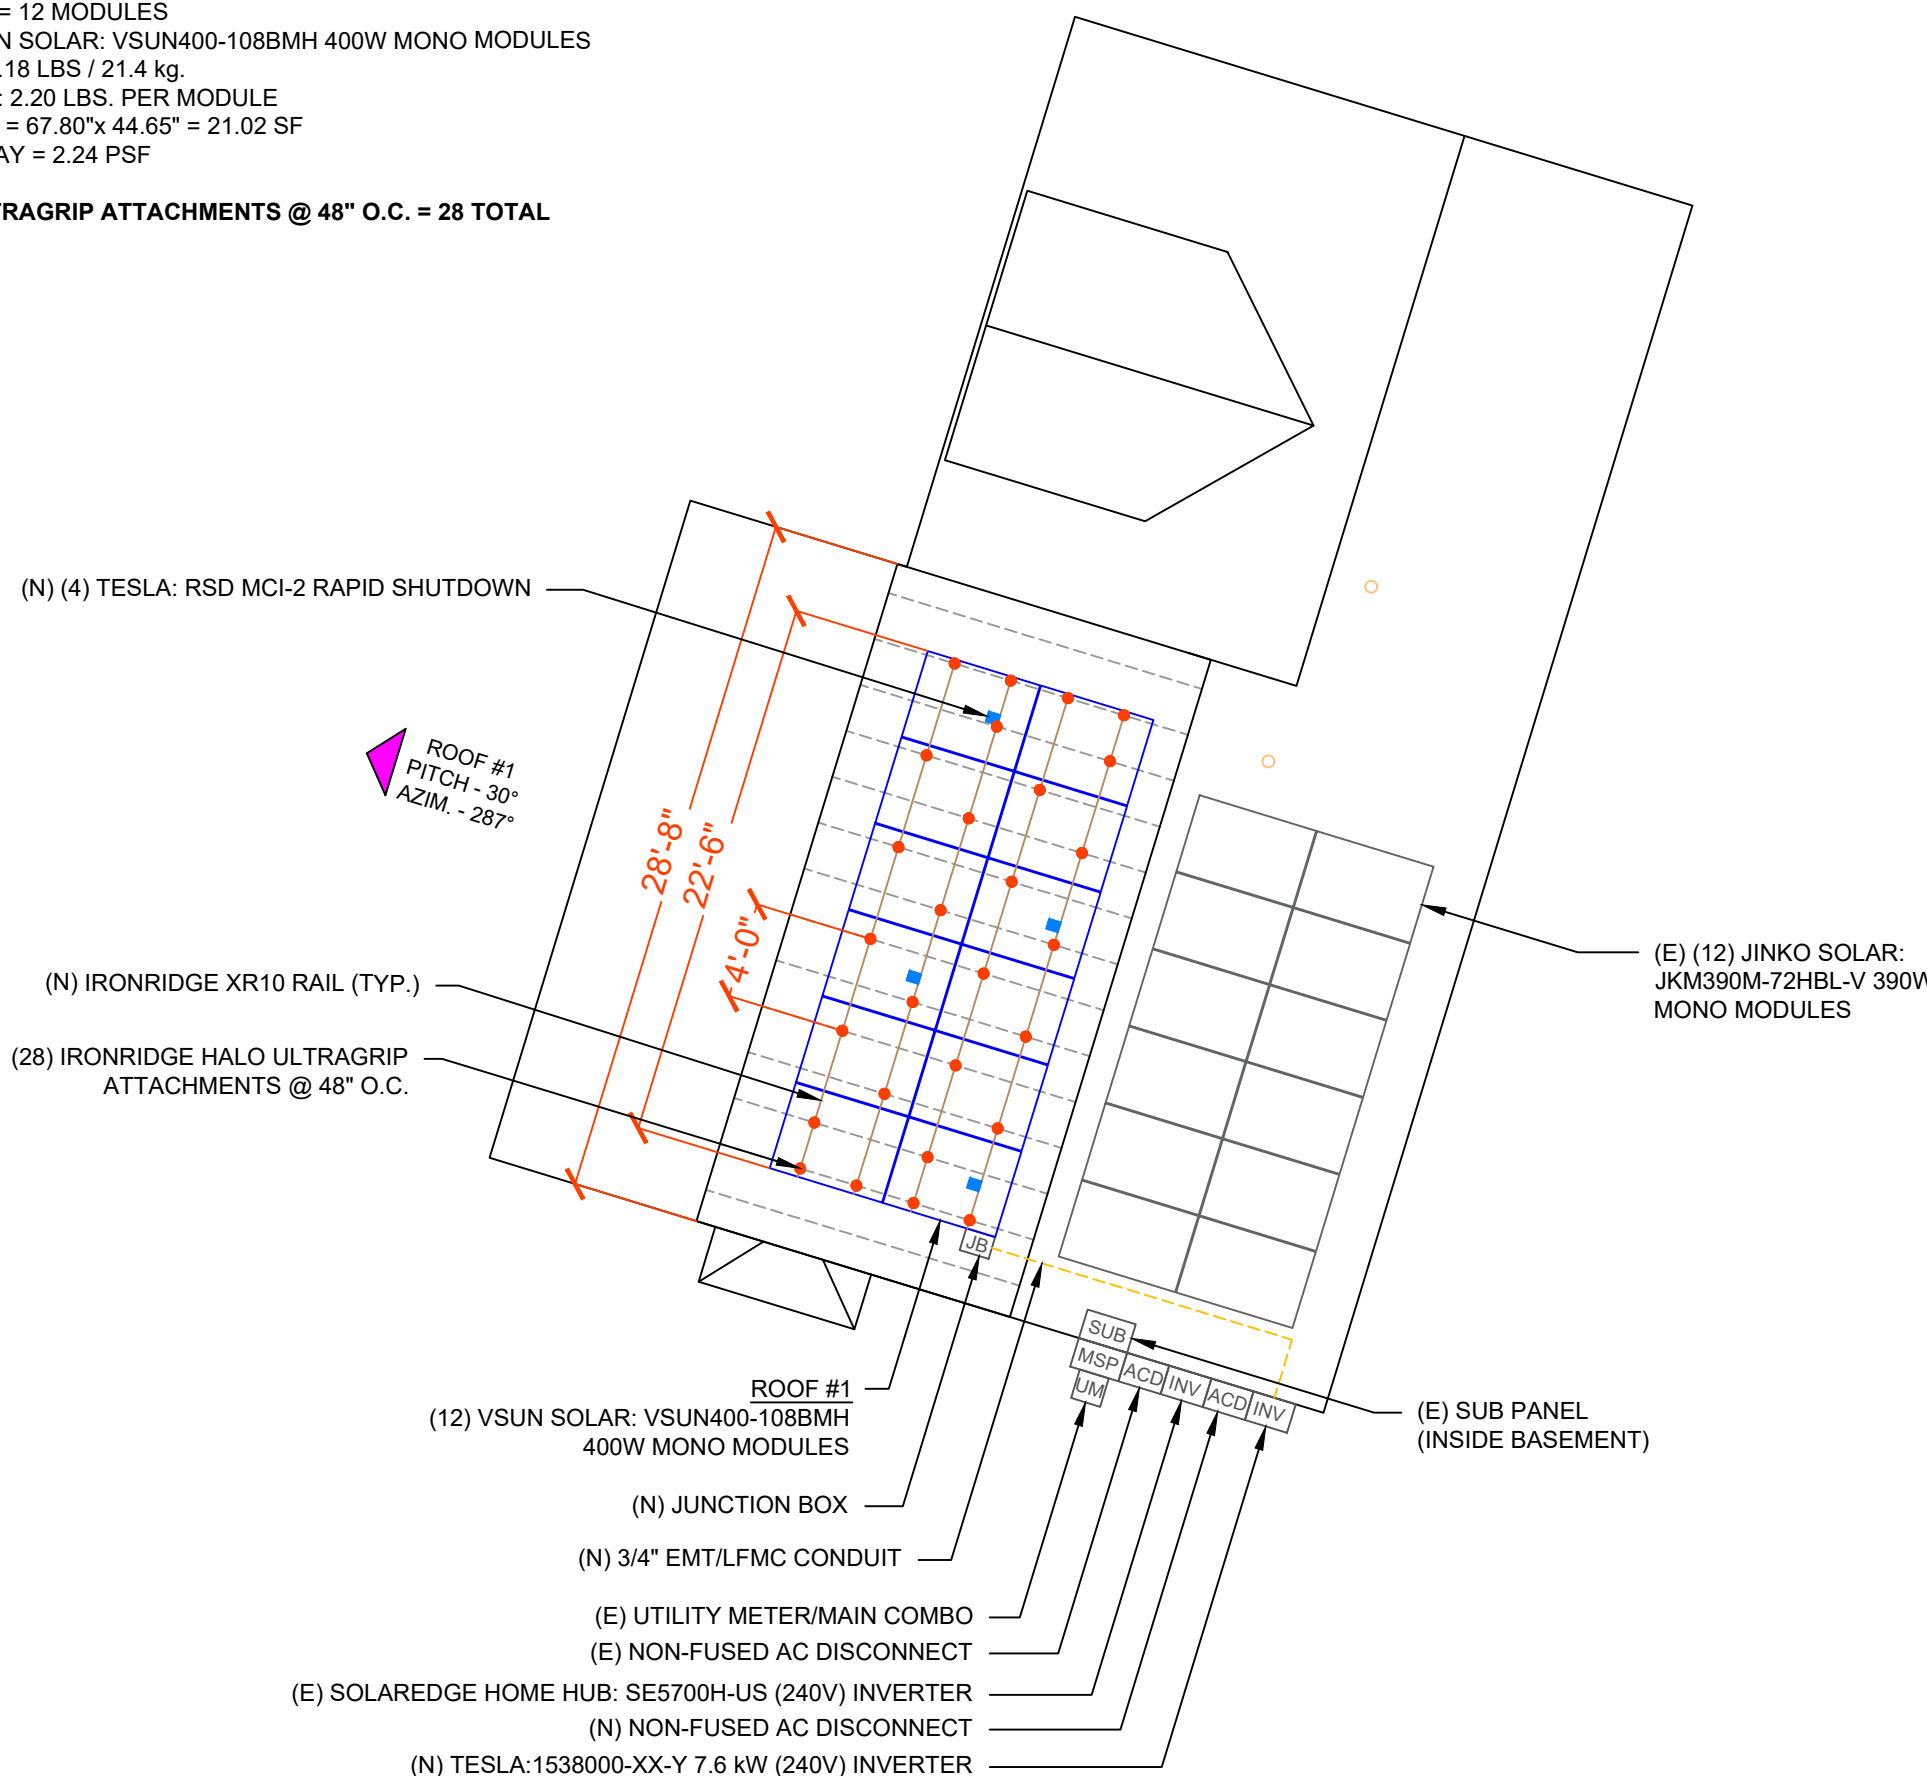 = 12 MODULES
N SOLAR: VSUN400-108BMH 400W MONO MODULES
.18 LBS / 21.4 kg.
: 2.20 LBS. PER MODULE
= 67.80"x 44.65" = 21.02 SF
AY = 2.24 PSF
TRAGRIP ATTACHMENTS @ 48" O.C. = 28 TOTAL
(N) (4) TESLA: RSD MCI-2 RAPID SHUTDOWN
ROOF #1
PITCH - 30°
AZIM. - 287°
28'-8"
22'-6"
4'-0"
(N) IRONRIDGE XR10 RAIL (TYP.)
(28) IRONRIDGE HALO ULTRAGRIP
ATTACHMENTS @ 48" O.C.
(E) (12) JINKO SOLAR:
JKM390M-72HBL-V 390W
MONO MODULES
JB
SUB
MSP
ACD
INV
ACD
INV
UM
ROOF #1
(12) VSUN SOLAR: VSUN400-108BMH
400W MONO MODULES
(E) SUB PANEL
(INSIDE BASEMENT)
(N) JUNCTION BOX
(N) 3/4" EMT/LFMC CONDUIT
(E) UTILITY METER/MAIN COMBO
(E) NON-FUSED AC DISCONNECT
(E) SOLAREDGE HOME HUB: SE5700H-US (240V) INVERTER
(N) NON-FUSED AC DISCONNECT
(N) TESLA:1538000-XX-Y 7.6 kW (240V) INVERTER